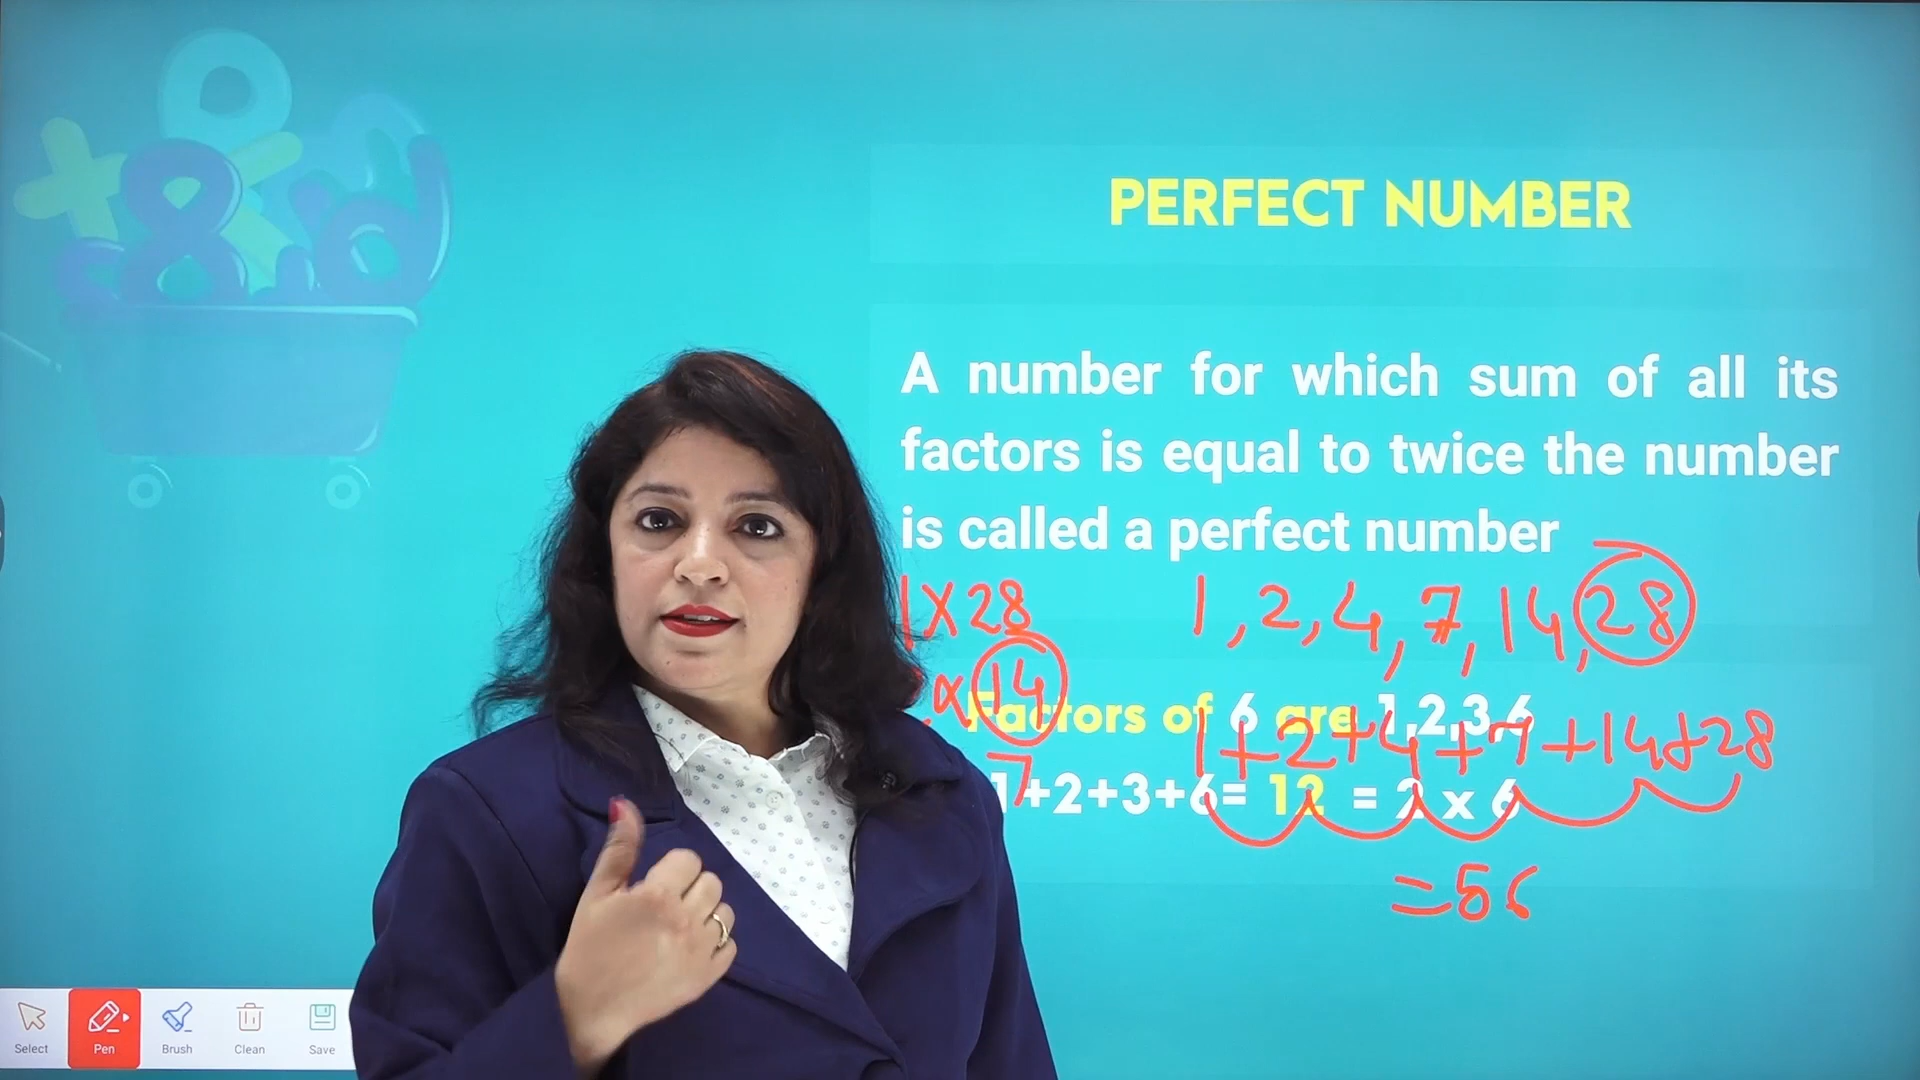 PERFECT NUMBER
A number for which sum of all its
factors is equal to twice the number
is called a perfect number
1X28
1,2,4,7,14,28
x14
Factors of 6 are 1,2,3,6
1+2+4+7+14+28
7
1+2+3+6= 12 = 2 x 6
=56
Select
Pen
Brush
Clean
Save